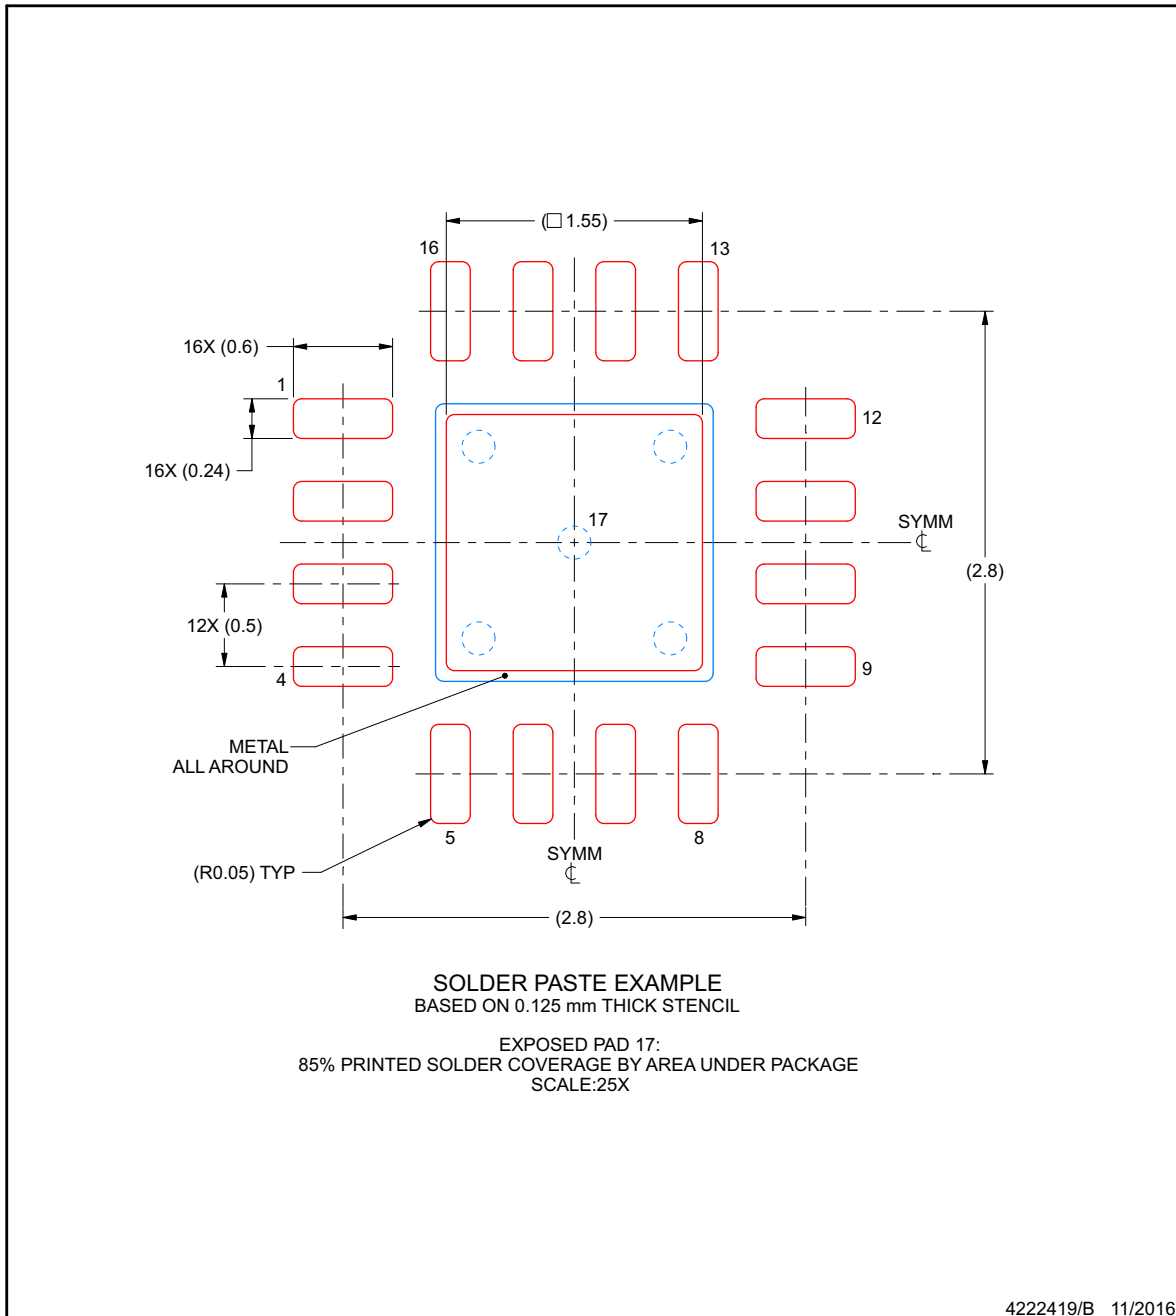 (□ 1.55)
16
13
16X (0.6)
1
12
16X (0.24)
17
SYMM
℄
(2.8)
12X (0.5)
4
9
METAL
ALL AROUND
5
8
(R0.05) TYP
SYMM
℄
(2.8)
SOLDER PASTE EXAMPLE
BASED ON 0.125 mm THICK STENCIL
EXPOSED PAD 17:
85% PRINTED SOLDER COVERAGE BY AREA UNDER PACKAGE
SCALE:25X
4222419/B 11/2016